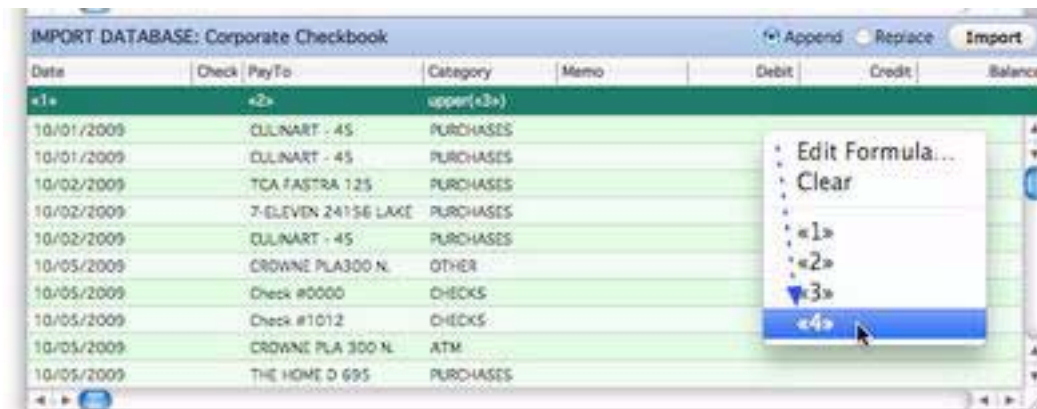 IMPORT DATABASE: Corporate Checkbook Append Replace Import
Date Check PayTo Category Memo Debit Credit Balance
«1» «2» upper(«3»)
10/01/2009 CULINART - 45 PURCHASES
10/01/2009 CULINART - 45 PURCHASES
10/02/2009 TCA FASTRA 125 PURCHASES
10/02/2009 7-ELEVEN 24156 LAKE PURCHASES
10/02/2009 CULINART - 45 PURCHASES
10/05/2009 CROWNE PLA300 N. OTHER
10/05/2009 Check #0000 CHECKS
10/05/2009 Check #1012 CHECKS
10/05/2009 CROWNE PLA 300 N. ATM
10/05/2009 THE HOME D 695 PURCHASES
Edit Formula...
Clear
«1»
«2»
«3»
«4»